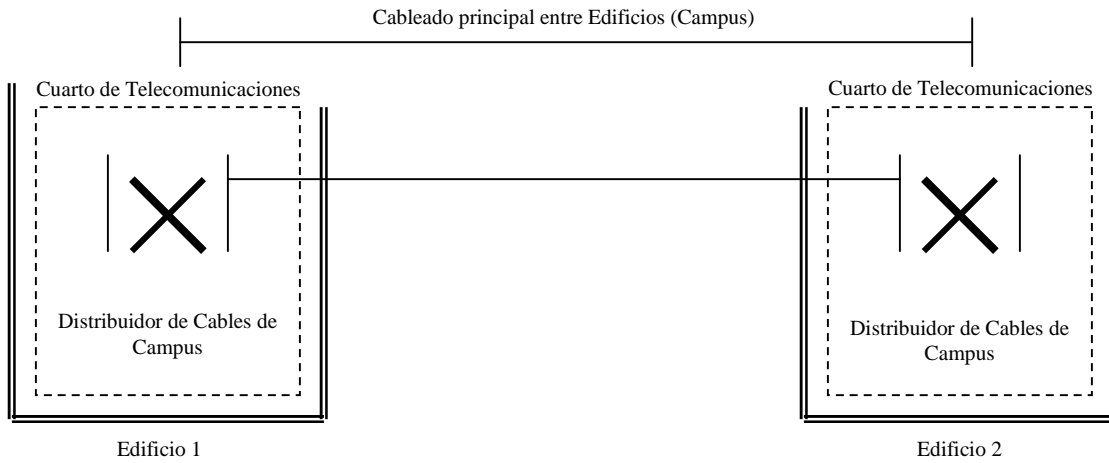 Cableado principal entre Edificios (Campus)
Cuarto de Telecomunicaciones
Cuarto de Telecomunicaciones
Distribuidor de Cables de
Campus
Distribuidor de Cables de
Campus
Edificio 1
Edificio 2